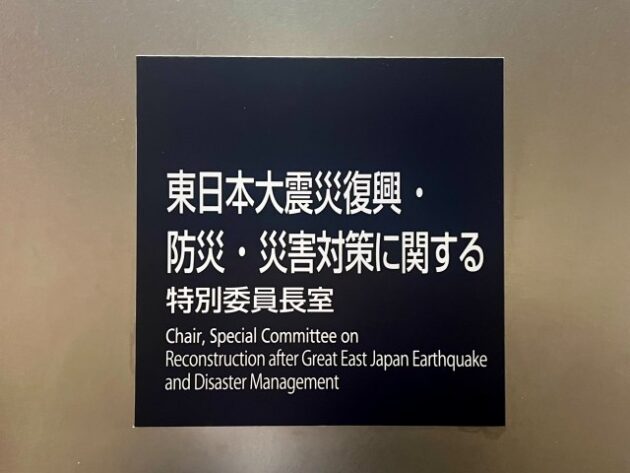 東日本大震災復興・
防災・災害対策に関する
特別委員長室
Chair, Special Committee on
Reconstruction after Great East Japan Earthquake
and Disaster Management